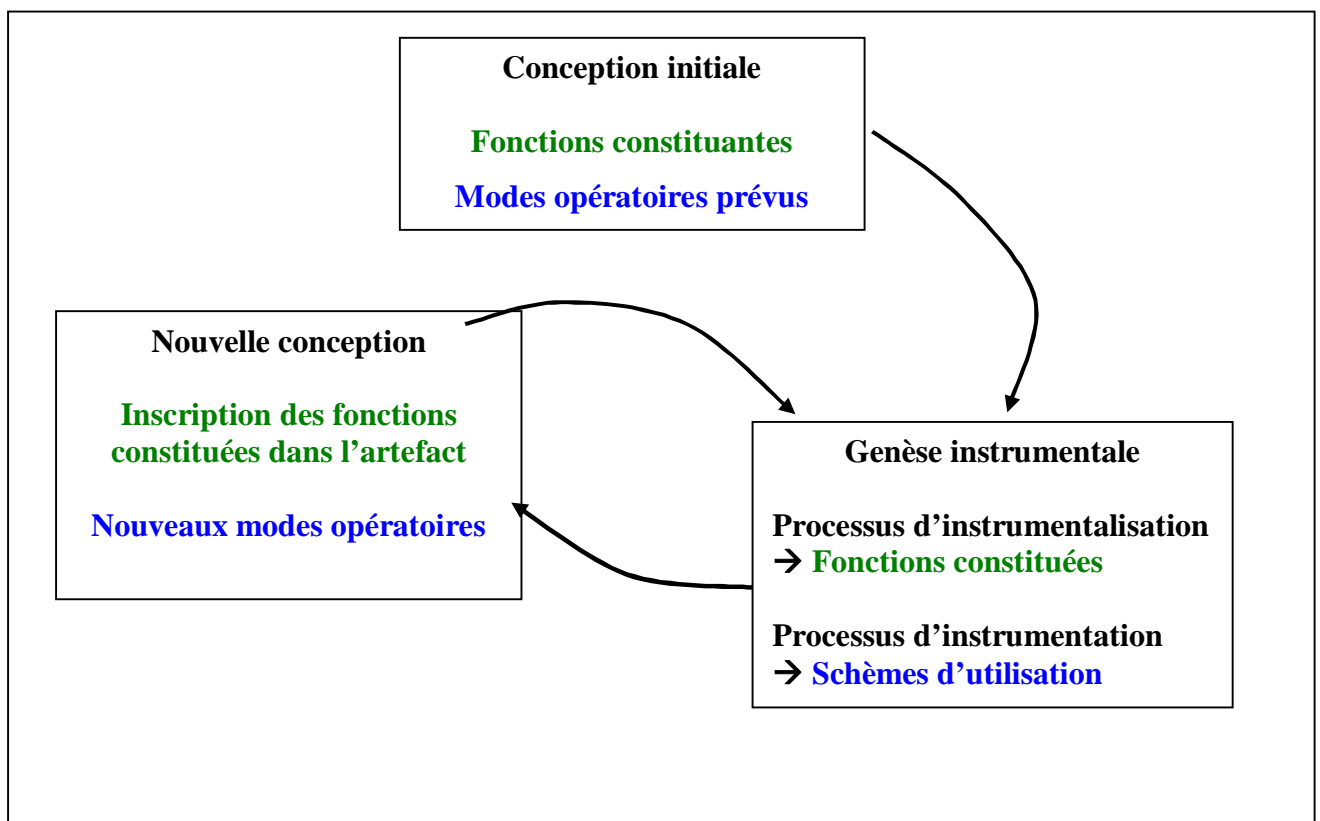 Conception initiale
Fonctions constituantes
Modes opératoires prévus
Nouvelle conception
Inscription des fonctions
constituées dans l’artefact
Nouveaux modes opératoires
Genèse instrumentale
Processus d’instrumentalisation
→ Fonctions constituées
Processus d’instrumentation
→ Schèmes d’utilisation